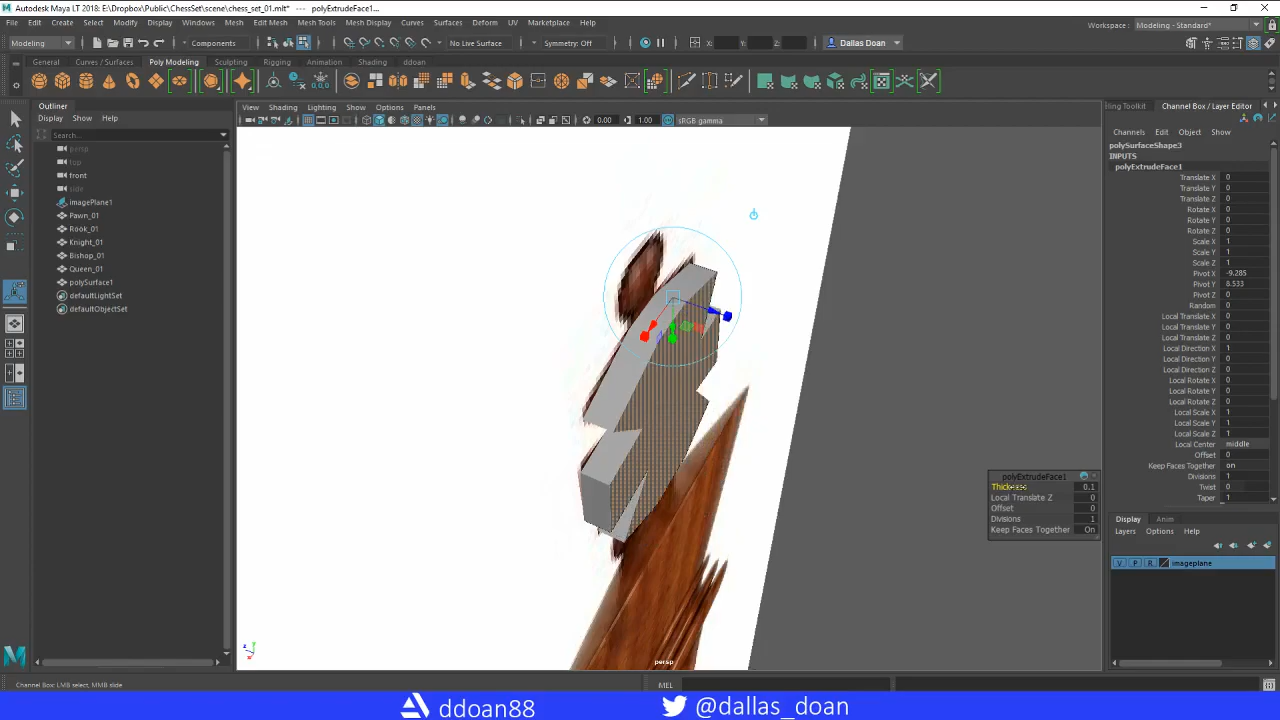 Autodesk Maya LT 2018: E:\Dropbox\Public\ChessSet\scene\chess_set_01.mlt* --- polyExtrudeFace1...
File Edit Create Select Modify Display Windows Mesh Edit Mesh Mesh Tools Mesh Display Curves Surfaces Deform UV Marketplace Help
Workspace: Modeling - Standard*
Modeling Components No Live Surface Symmetry: Off X: Y: Z: Dallas Doan
General Curves / Surfaces Poly Modeling Sculpting Rigging Animation Shading ddoan
Outliner
Display Show Help
Search...
persp
top
front
side
imagePlane1
Pawn_01
Rook_01
Knight_01
Bishop_01
Queen_01
polySurface1
defaultLightSet
defaultObjectSet
View Shading Lighting Show Options Panels
0.00 1.00 sRGB gamma
persp
polyExtrudeFace1
Thickness 0.1
Local Translate Z 0
Offset 0
Divisions 1
Keep Faces Together On
ling Toolkit Channel Box / Layer Editor
Channels Edit Object Show
polySurfaceShape3
INPUTS
polyExtrudeFace1
Translate X 0
Translate Y 0
Translate Z 0
Rotate X 0
Rotate Y 0
Rotate Z 0
Scale X 1
Scale Y 1
Scale Z 1
Pivot X -9.285
Pivot Y 8.533
Pivot Z 0
Random 0
Local Translate X 0
Local Translate Y 0
Local Translate Z 0
Local Direction X 1
Local Direction Y 0
Local Direction Z 0
Local Rotate X 0
Local Rotate Y 0
Local Rotate Z 0
Local Scale X 1
Local Scale Y 1
Local Scale Z 1
Local Center middle
Offset 0
Keep Faces Together on
Divisions 1
Twist 0
Taper 1
Display Anim
Layers Options Help
V P R imageplane
Channel Box: LMB select, MMB slide
MEL
ddoan88 @dallas_doan